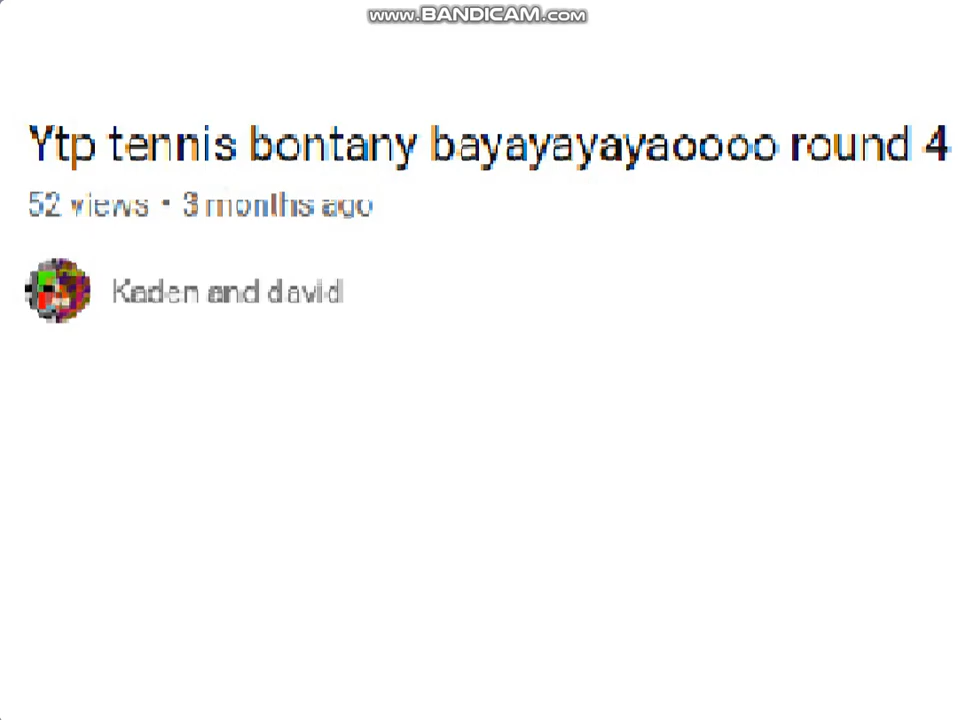 www.BANDICAM.com
Ytp tennis bontany bayayayayaoooo round 4
52 views • 3 months ago
Kaden and david